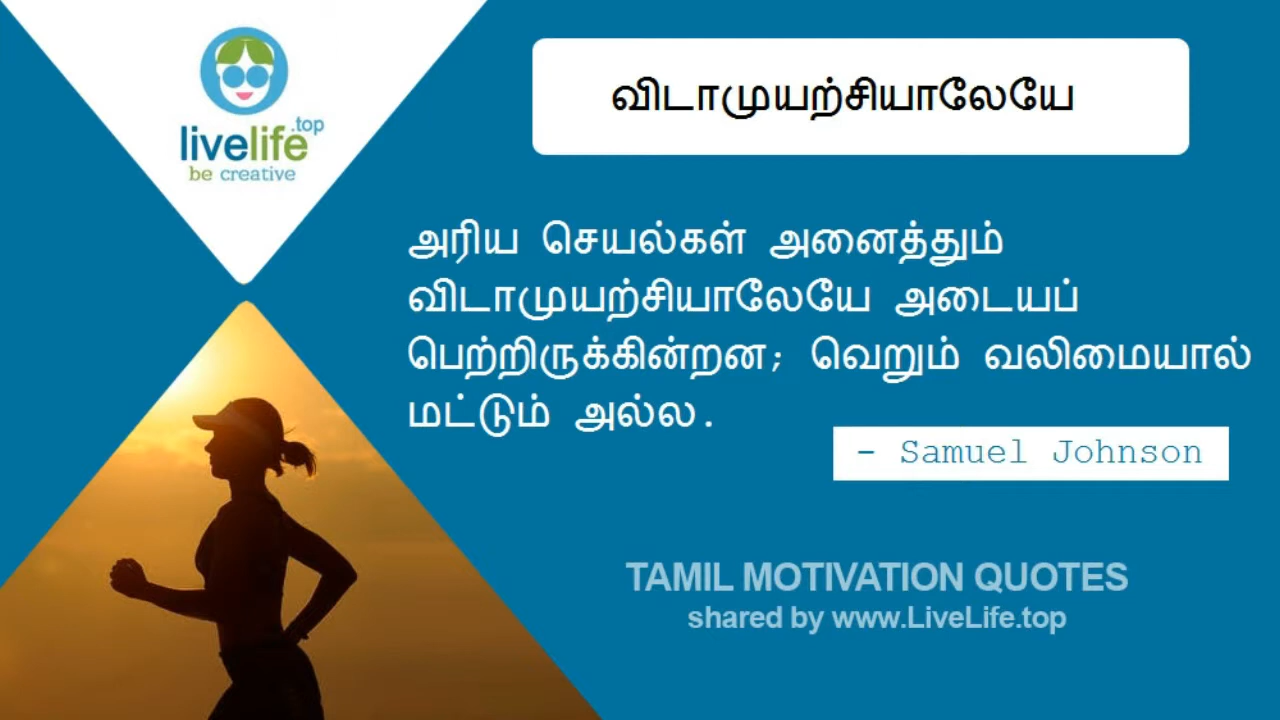 livelife.top
be creative
விடாமுயற்சியாலேயே
அரிய செயல்கள் அனைத்தும்
விடாமுயற்சியாலேயே அடையப்
பெற்றிருக்கின்றன; வெறும் வலிமையால்
மட்டும் அல்ல.
- Samuel Johnson
TAMIL MOTIVATION QUOTES
shared by www.LiveLife.top